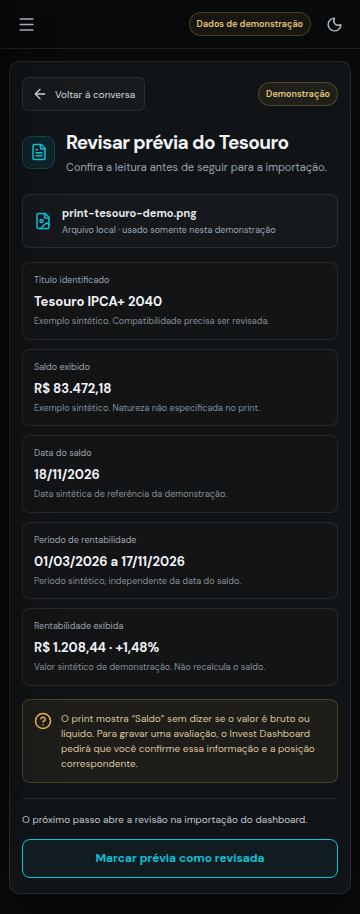 Dados de demonstração
Voltar à conversa
Demonstração
Revisar prévia do Tesouro
Confira a leitura antes de seguir para a importação.
print-tesouro-demo.png
Arquivo local · usado somente nesta demonstração
Título identificado
Tesouro IPCA+ 2040
Exemplo sintético. Compatibilidade precisa ser revisada.
Saldo exibido
R$ 83.472,18
Exemplo sintético. Natureza não especificada no print.
Data do saldo
18/11/2026
Data sintética de referência da demonstração.
Período de rentabilidade
01/03/2026 a 17/11/2026
Período sintético, independente da data do saldo.
Rentabilidade exibida
R$ 1.208,44 · +1,48%
Valor sintético de demonstração. Não recalcula o saldo.
O print mostra “Saldo” sem dizer se o valor é bruto ou
líquido. Para gravar uma avaliação, o Invest Dashboard
pedirá que você confirme essa informação e a posição
correspondente.
O próximo passo abre a revisão na importação do dashboard.
Marcar prévia como revisada